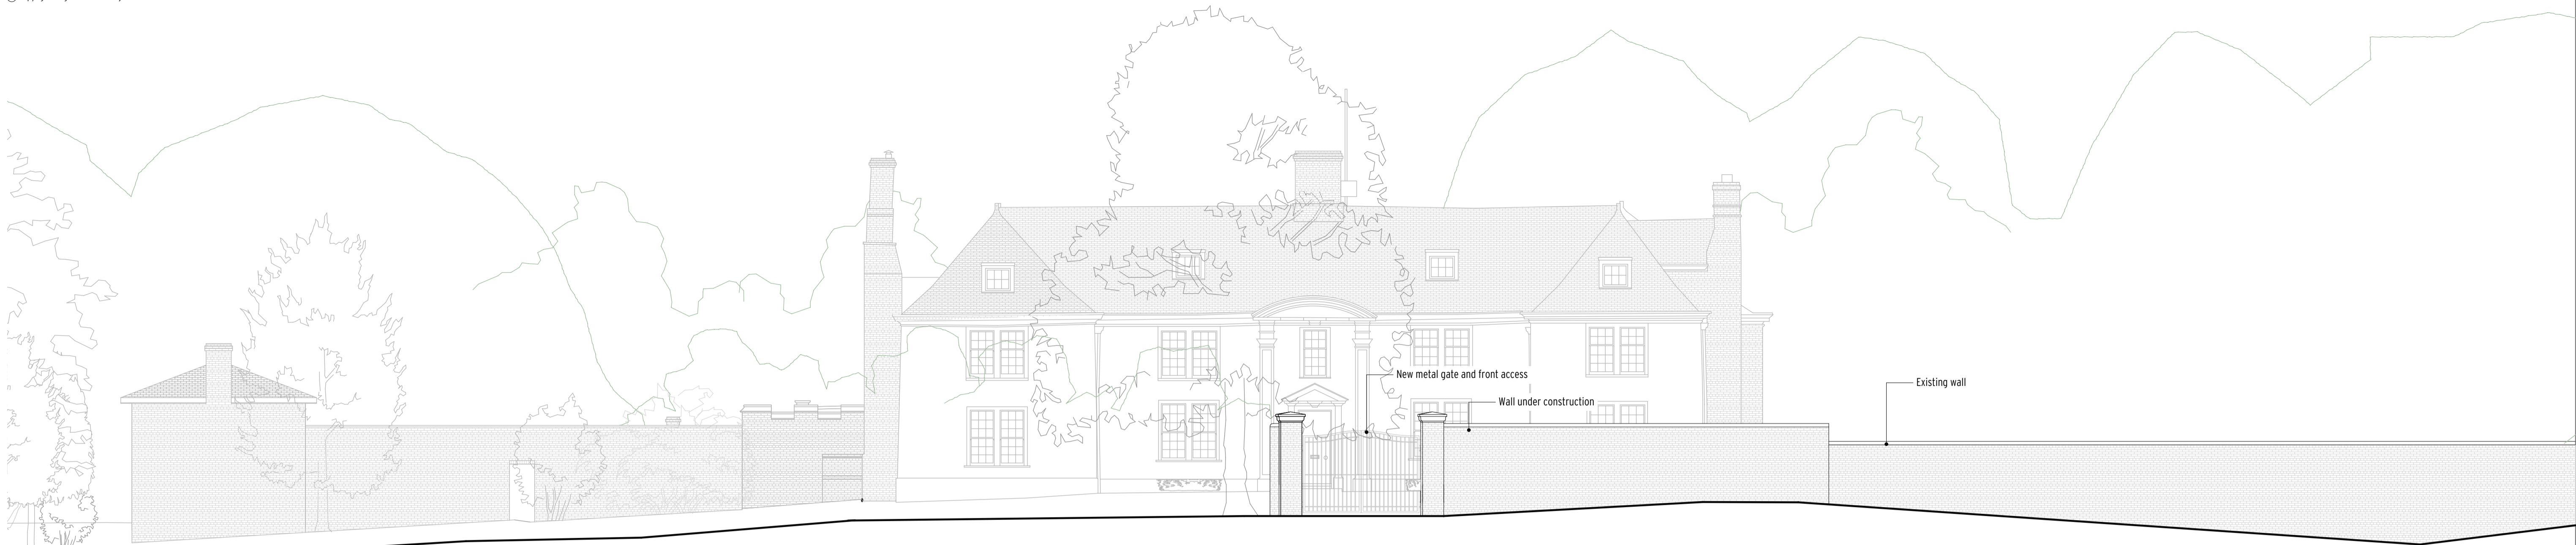 New metal gate and front access
Existing wall
Wall under construction